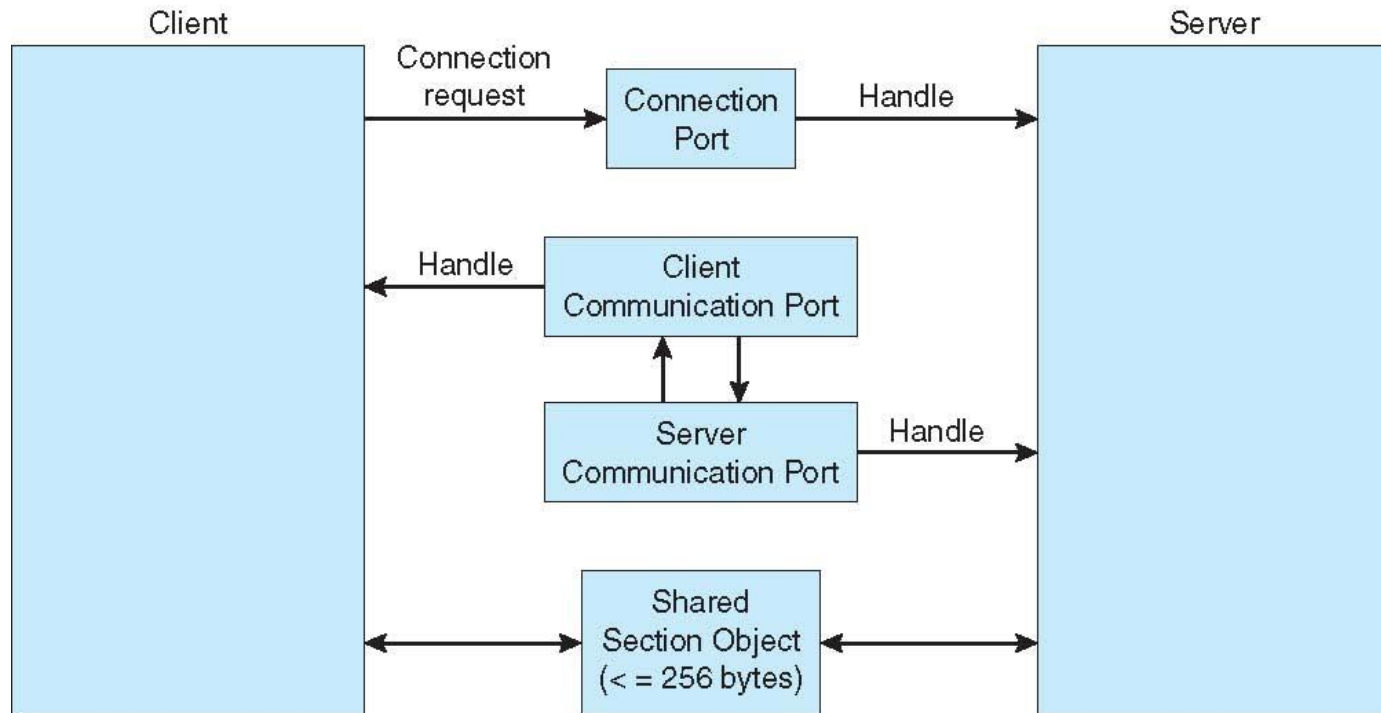 Client
Server
Connection
request
Connection
Port
Handle
Handle
Client
Communication Port
Server
Communication Port
Handle
Shared
Section Object
(< = 256 bytes)